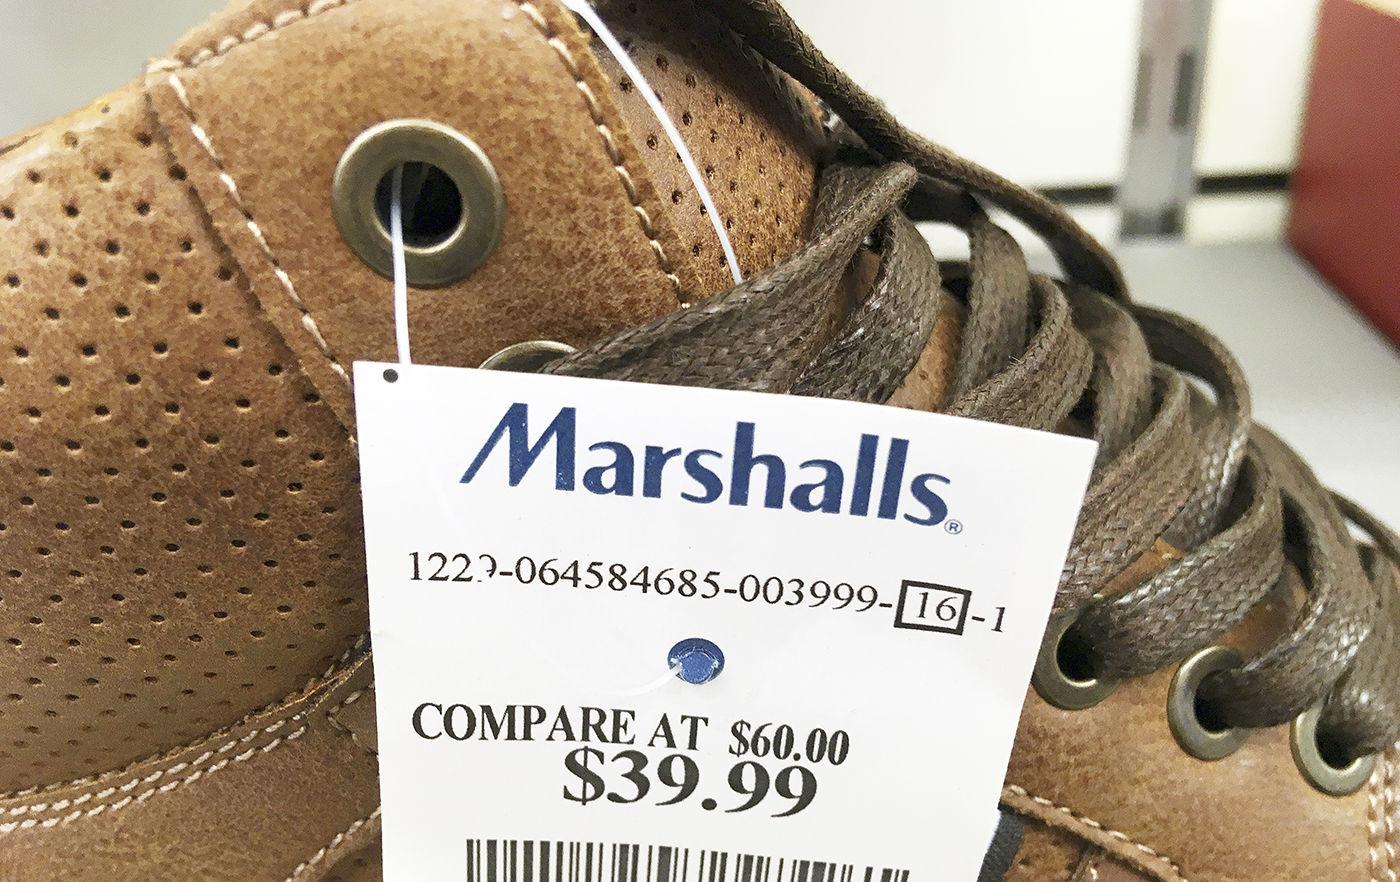 Marshalls®
-064584685-003999-16-1
COMPARE AT $60.00
$39.99